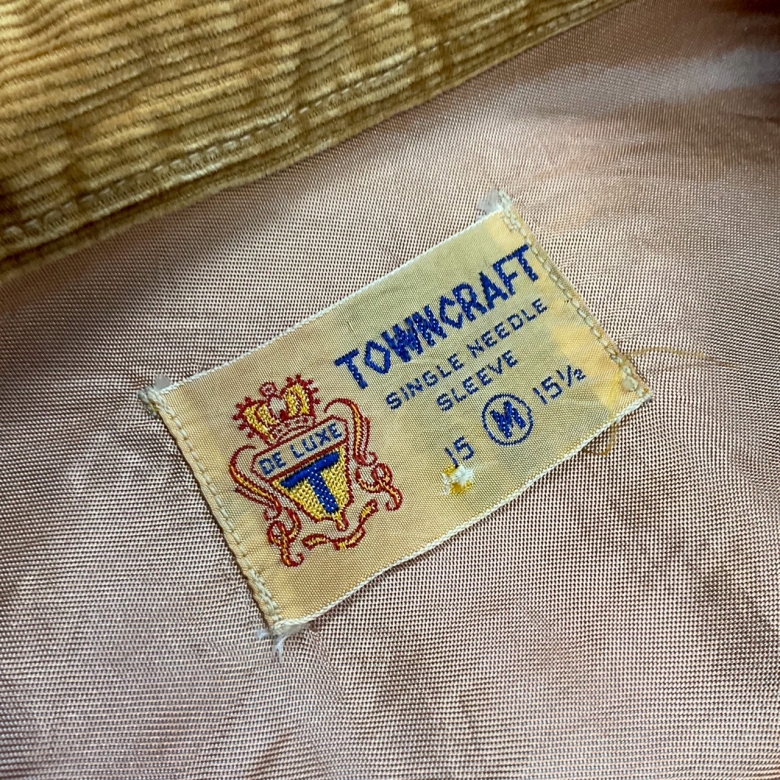 TOWNCRAFT
SINGLE NEEDLE
SLEEVE
15 M 15½
DE LUXE
T